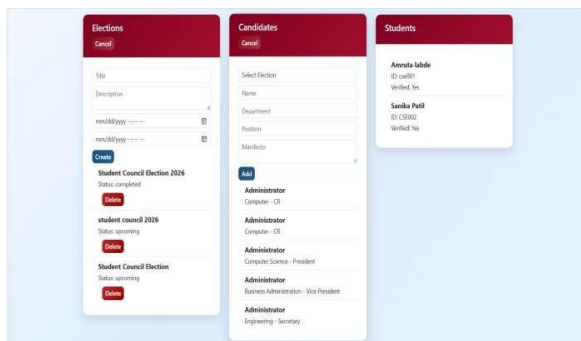 Elections
Cancel
Title
Description
mm/dd/yyyy --:-- --
mm/dd/yyyy --:-- --
Create
Student Council Election 2026
Status: completed
Delete
student council 2026
Status: upcoming
Delete
Student Council Election
Status: upcoming
Delete
Candidates
Cancel
Select Election
Name
Department
Position
Manifesto
Add
Administrator
Computer - CR
Administrator
Computer - CR
Administrator
Computer Science - President
Administrator
Business Administration - Vice President
Administrator
Engineering - Secretary
Students
Amruta labde
ID: cse001
Verified: Yes
Sanika Patil
ID: CSE002
Verified: Yes